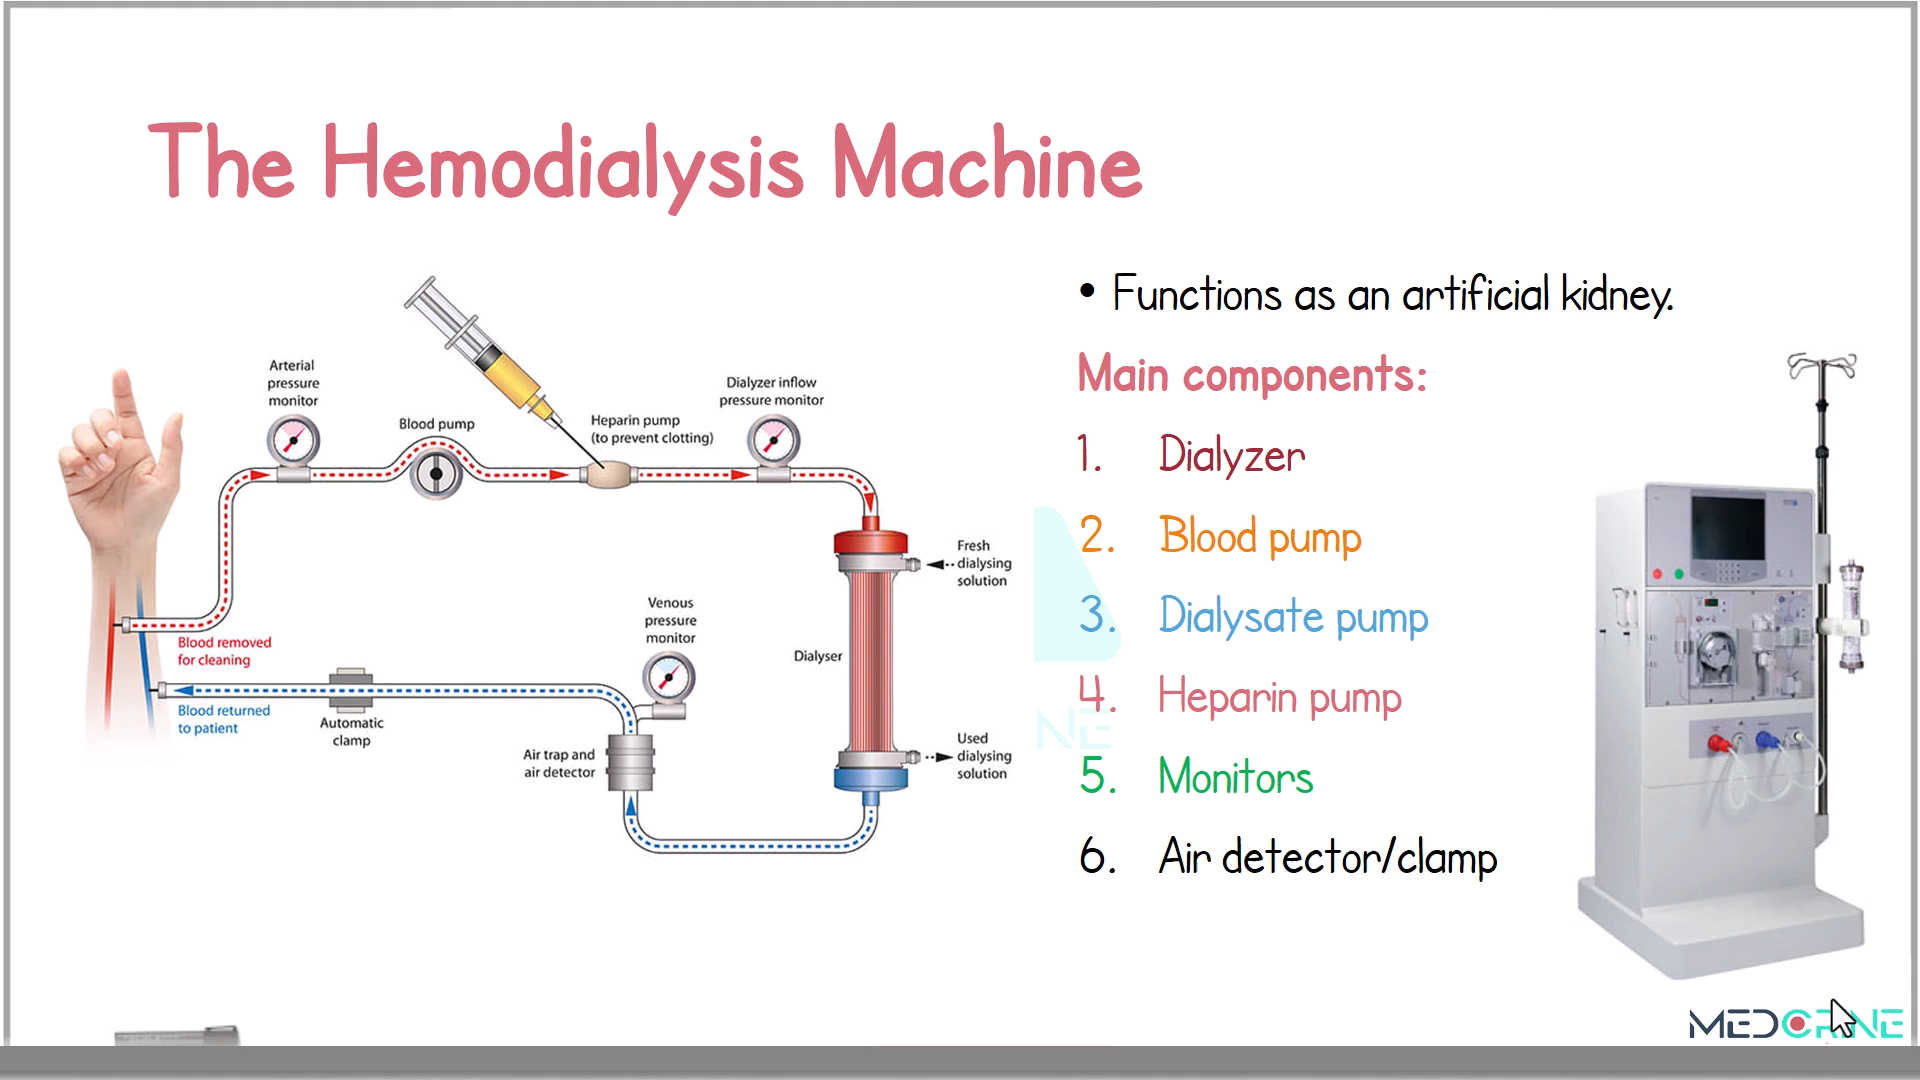 The Hemodialysis Machine
• Functions as an artificial kidney.
Main components:
1. Dialyzer
2. Blood pump
3. Dialysate pump
4. Heparin pump
5. Monitors
6. Air detector/clamp
Arterial
pressure
monitor
Blood pump
Heparin pump
(to prevent clotting)
Dialyzer inflow
pressure monitor
Fresh
dialysing
solution
Dialyser
Used
dialysing
solution
Venous
pressure
monitor
Air trap and
air detector
Automatic
clamp
Blood removed
for cleaning
Blood returned
to patient
NE